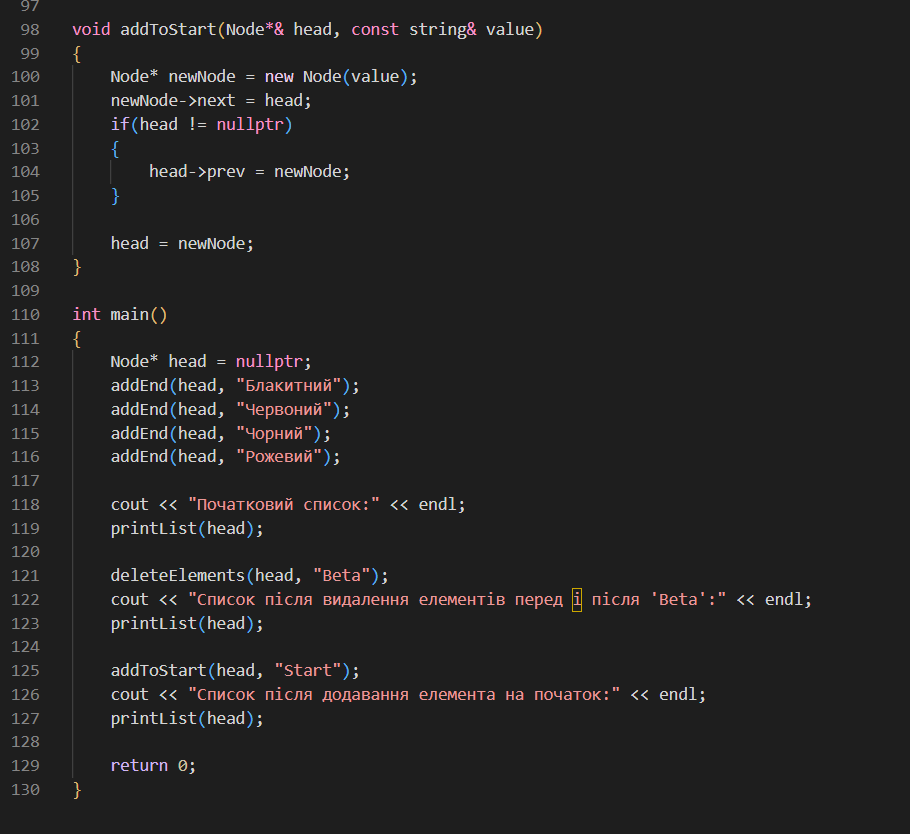 97
98 void addToStart(Node*& head, const string& value)
99 {
100 Node* newNode = new Node(value);
101 newNode->next = head;
102 if(head != nullptr)
103 {
104 head->prev = newNode;
105 }
106
107 head = newNode;
108 }
109
110 int main()
111 {
112 Node* head = nullptr;
113 addEnd(head, "Блакитний");
114 addEnd(head, "Червоний");
115 addEnd(head, "Чорний");
116 addEnd(head, "Рожевий");
117
118 cout << "Початковий список:" << endl;
119 printList(head);
120
121 deleteElements(head, "Beta");
122 cout << "Список після видалення елементів перед і після 'Beta':" << endl;
123 printList(head);
124
125 addToStart(head, "Start");
126 cout << "Список після додавання елемента на початок:" << endl;
127 printList(head);
128
129 return 0;
130 }